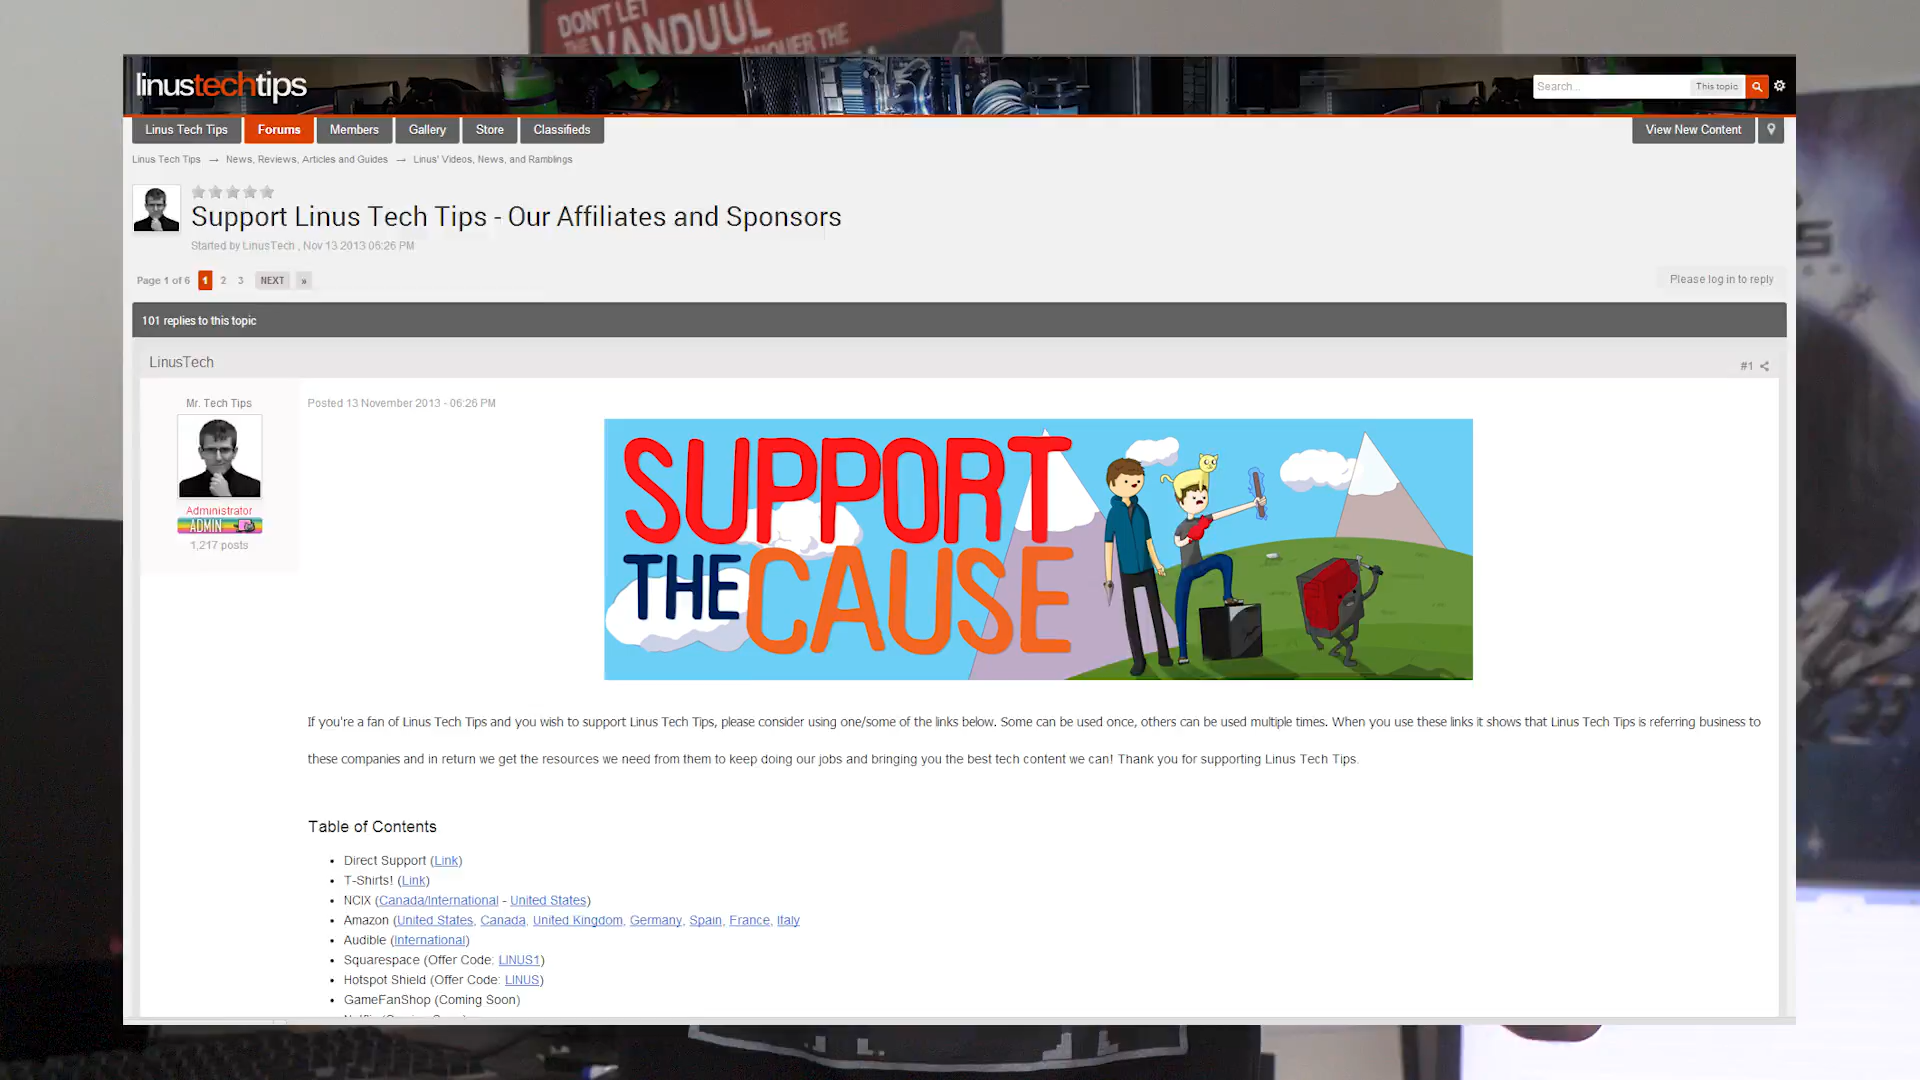 DON'T LET
THE VANDUUL
CONQUER THE
linustechtips
Search...
This topic
Linus Tech Tips
Forums
Members
Gallery
Store
Classifieds
View New Content
Linus Tech Tips → News, Reviews, Articles and Guides → Linus' Videos, News, and Ramblings
Support Linus Tech Tips - Our Affiliates and Sponsors
Started by LinusTech , Nov 13 2013 06:26 PM
Page 1 of 6 1 2 3 NEXT »
Please log in to reply
101 replies to this topic
LinusTech
#1
Mr. Tech Tips
Posted 13 November 2013 - 06:26 PM
Administrator
ADMIN
1,217 posts
SUPPORT
THE CAUSE
If you're a fan of Linus Tech Tips and you wish to support Linus Tech Tips, please consider using one/some of the links below. Some can be used once, others can be used multiple times. When you use these links it shows that Linus Tech Tips is referring business to
these companies and in return we get the resources we need from them to keep doing our jobs and bringing you the best tech content we can! Thank you for supporting Linus Tech Tips.
Table of Contents
• Direct Support (Link)
• T-Shirts! (Link)
• NCIX (Canada/International - United States)
• Amazon (United States, Canada, United Kingdom, Germany, Spain, France, Italy
• Audible (International)
• Squarespace (Offer Code: LINUS1)
• Hotspot Shield (Offer Code: LINUS)
• GameFanShop (Coming Soon)